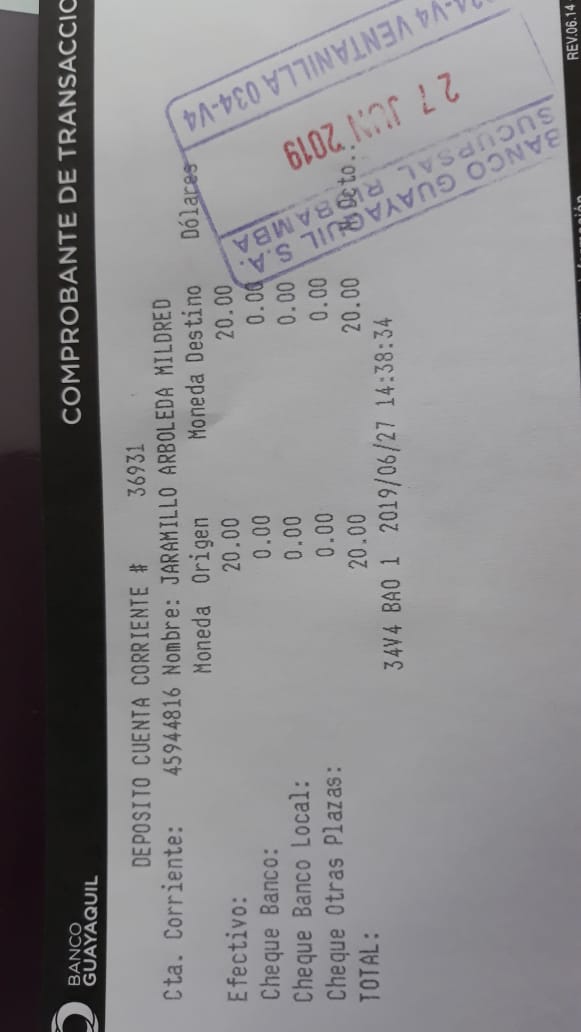 BANCO
GUAYAQUIL
COMPROBANTE DE TRANSACCIO
REV.06.14
DEPOSITO CUENTA CORRIENTE # 36931
Cta. Corriente: 45944816 Nombre: JARAMILLO ARBOLEDA MILDRED
Moneda Origen Moneda Destino Dólares
Efectivo: 20.00 20.00
Cheque Banco: 0.00 0.00
Cheque Banco Local: 0.00 0.00
Cheque Otras Plazas: 0.00 0.00
TOTAL: 20.00 20.00
34V4 BAO 1 2019/06/27 14:38:34
BANCO GUAYAQUIL S.A.
SUCURSAL RIOBAMBA
27 JUN 2019
034-V4 VENTANILLA 034-V4